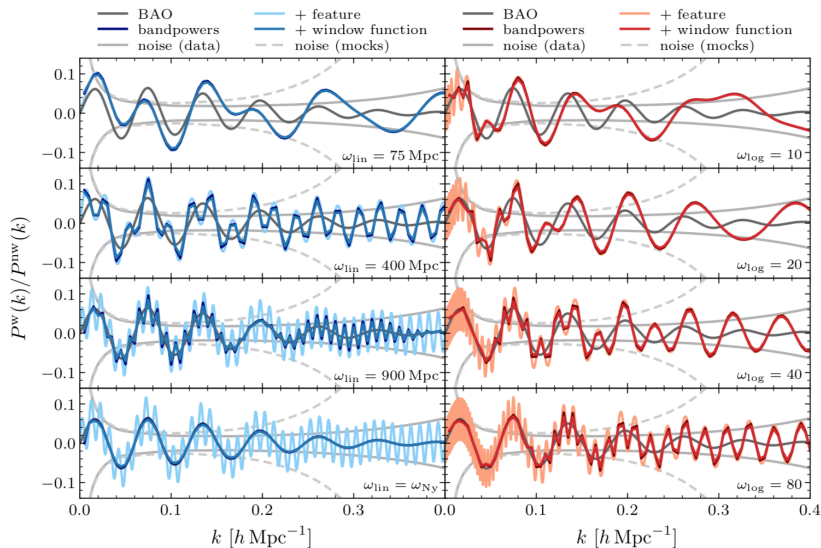 BAO + feature BAO + feature
bandpowers + window function bandpowers + window function
noise (data) noise (mocks) noise (data) noise (mocks)
0.1
0.0
−0.1
ω_lin = 75 Mpc ω_log = 10
0.1
0.0
−0.1
ω_lin = 400 Mpc ω_log = 20
0.1
0.0
−0.1
ω_lin = 900 Mpc ω_log = 40
0.1
0.0
−0.1
ω_lin = ω_Ny ω_log = 80
P^w(k)/P^nw(k)
0.0 0.1 0.2 0.3 0.0 0.1 0.2 0.3 0.4
k [h Mpc⁻¹] k [h Mpc⁻¹]